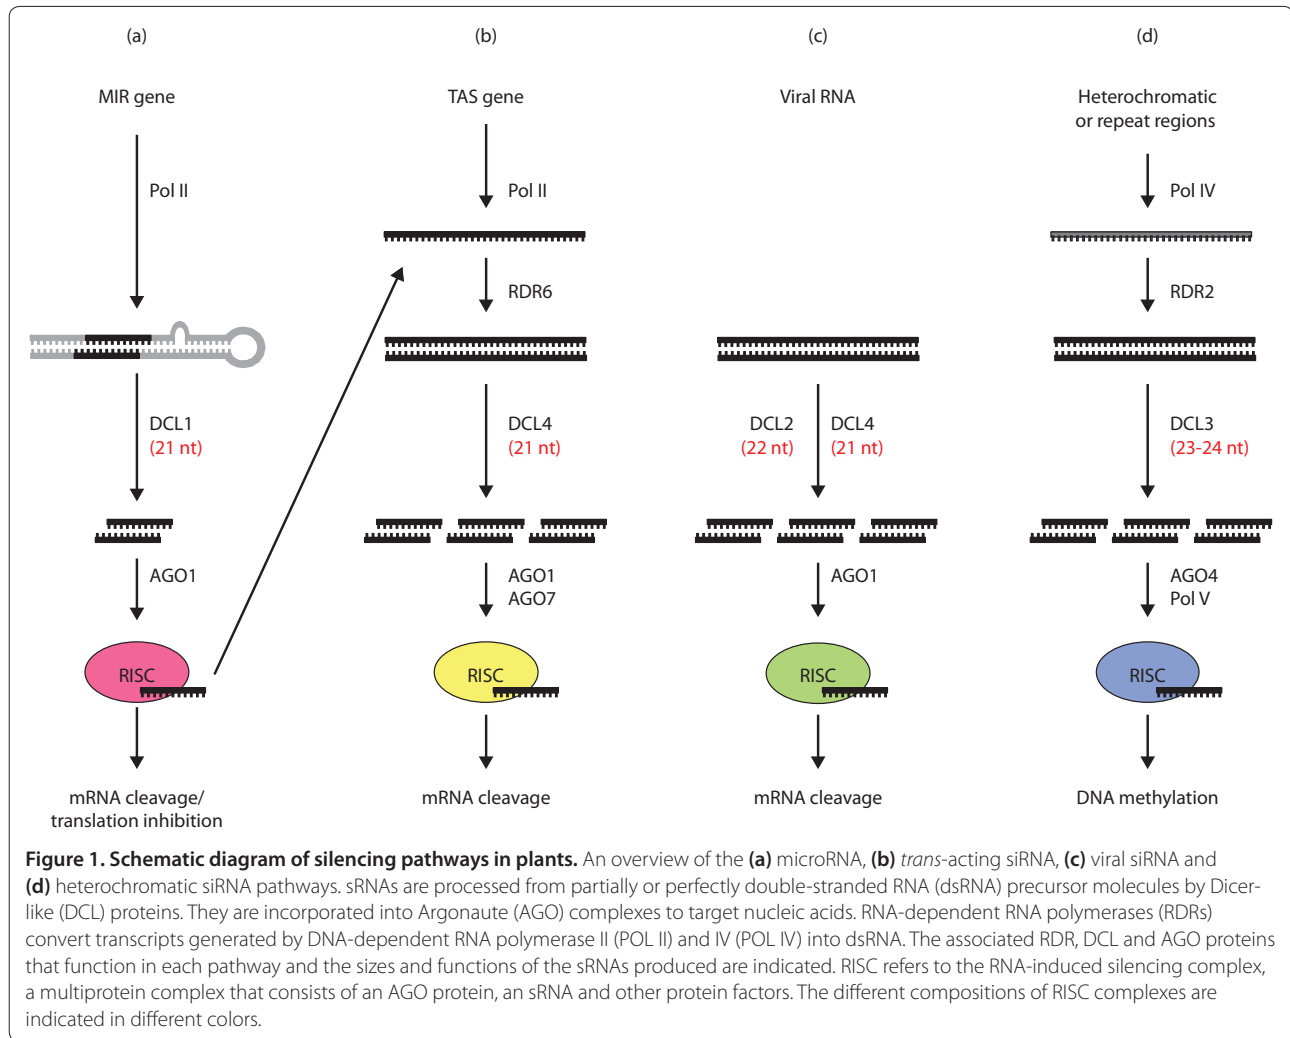 (a)
(b)
(c)
(d)
MIR gene
TAS gene
Viral RNA
Heterochromatic
or repeat regions
Pol II
Pol II
Pol IV
RDR6
RDR2
DCL1
(21 nt)
DCL4
(21 nt)
DCL2
(22 nt)
DCL4
(21 nt)
DCL3
(23-24 nt)
AGO1
AGO1
AGO7
AGO1
AGO4
Pol V
RISC
RISC
RISC
RISC
mRNA cleavage/
translation inhibition
mRNA cleavage
mRNA cleavage
DNA methylation
Figure 1. Schematic diagram of silencing pathways in plants. An overview of the (a) microRNA, (b) trans-acting siRNA, (c) viral siRNA and
(d) heterochromatic siRNA pathways. sRNAs are processed from partially or perfectly double-stranded RNA (dsRNA) precursor molecules by Dicer-
like (DCL) proteins. They are incorporated into Argonaute (AGO) complexes to target nucleic acids. RNA-dependent RNA polymerases (RDRs)
convert transcripts generated by DNA-dependent RNA polymerase II (POL II) and IV (POL IV) into dsRNA. The associated RDR, DCL and AGO proteins
that function in each pathway and the sizes and functions of the sRNAs produced are indicated. RISC refers to the RNA-induced silencing complex,
a multiprotein complex that consists of an AGO protein, an sRNA and other protein factors. The different compositions of RISC complexes are
indicated in different colors.